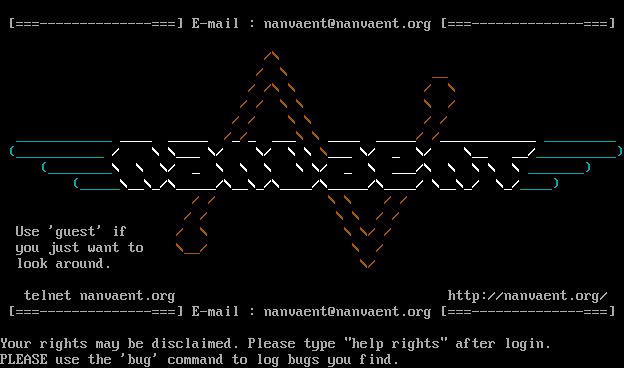 [===--------------===] E-mail : nanvaent@nanvaent.org [===--------------===]
NANVAENT
Use 'guest' if
you just want to
look around.
telnet nanvaent.org http://nanvaent.org/
[===--------------===] E-mail : nanvaent@nanvaent.org [===--------------===]
Your rights may be disclaimed. Please type "help rights" after login.
PLEASE use the 'bug' command to log bugs you find.